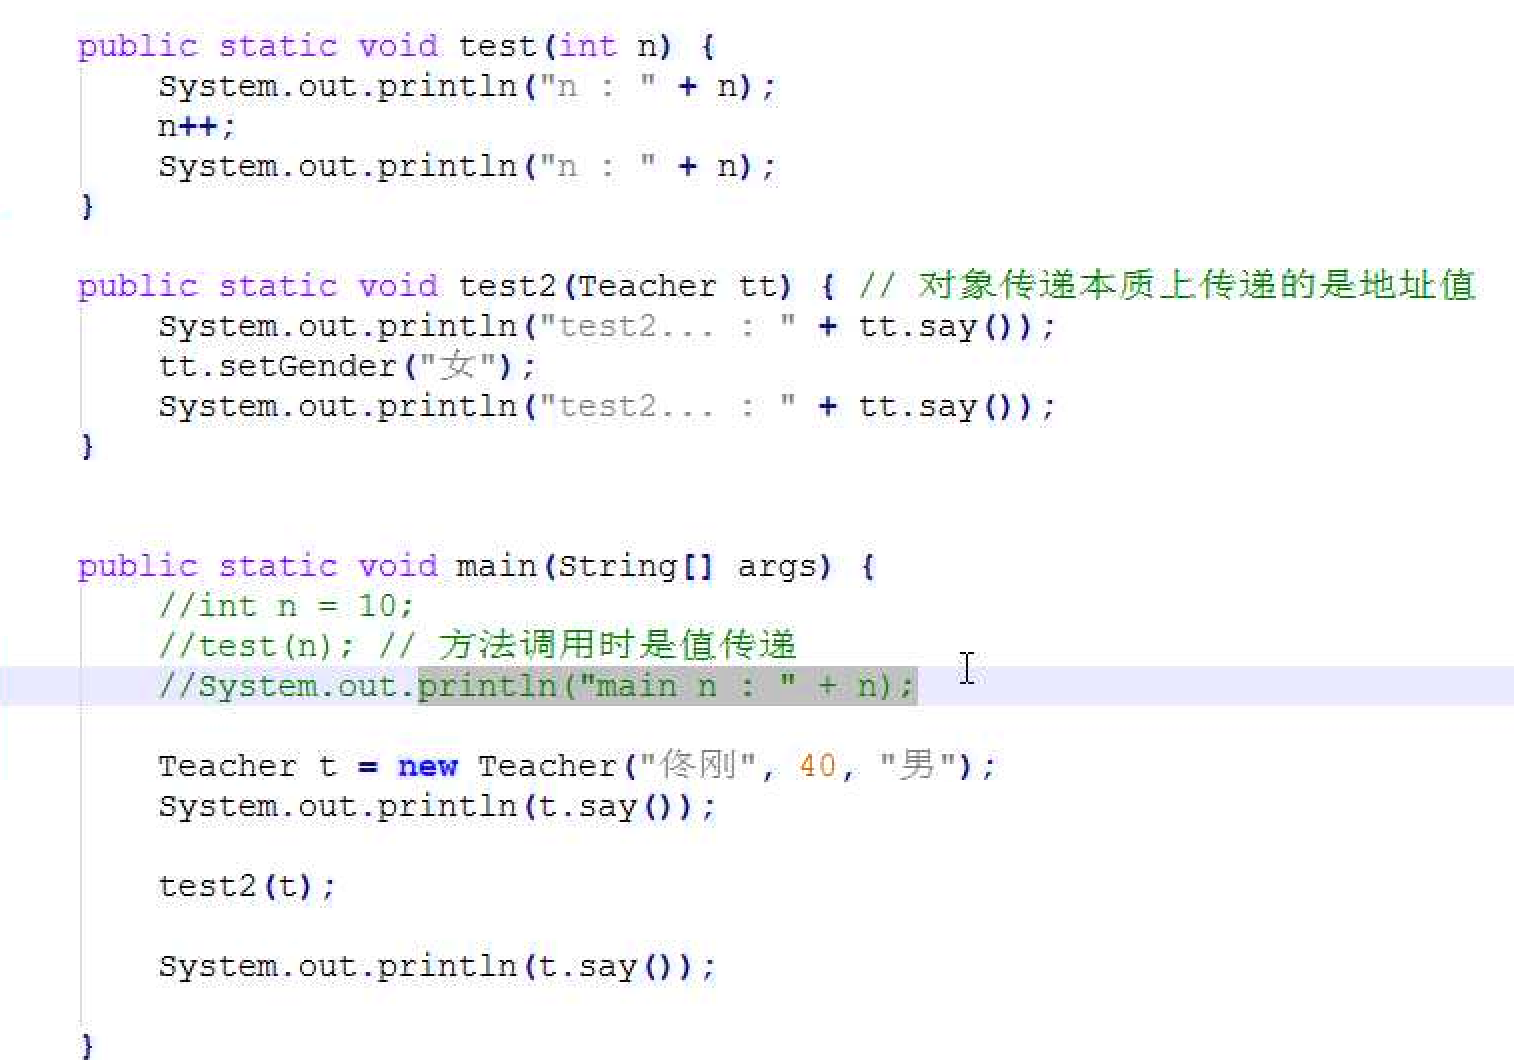 public static void test(int n) {
System.out.println("n : " + n);
n++;
System.out.println("n : " + n);
}
public static void test2(Teacher tt) { // 对象传递本质上传递的是地址值
System.out.println("test2... : " + tt.say());
tt.setGender("女");
System.out.println("test2... : " + tt.say());
}
public static void main(String[] args) {
//int n = 10;
//test(n); // 方法调用时是值传递
//System.out.println("main n : " + n);
Teacher t = new Teacher("佟刚", 40, "男");
System.out.println(t.say());
test2(t);
System.out.println(t.say());
}